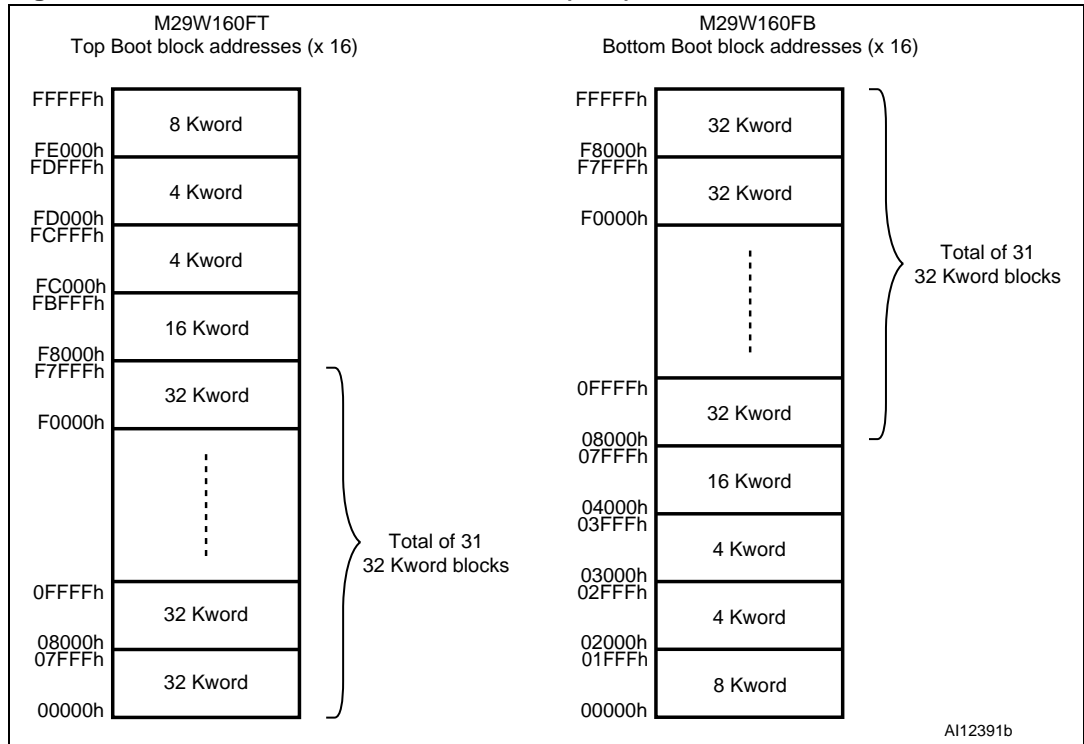 M29W160FT
Top Boot block addresses (x 16)
FFFFFh
8 Kword
FE000h
FDFFFh
4 Kword
FD000h
FCFFFh
4 Kword
FC000h
FBFFFh
16 Kword
F8000h
F7FFFh
32 Kword
F0000h
Total of 31
32 Kword blocks
0FFFFh
32 Kword
08000h
07FFFh
32 Kword
00000h
M29W160FB
Bottom Boot block addresses (x 16)
FFFFFh
32 Kword
F8000h
F7FFFh
32 Kword
F0000h
Total of 31
32 Kword blocks
0FFFFh
32 Kword
08000h
07FFFh
16 Kword
04000h
03FFFh
4 Kword
03000h
02FFFh
4 Kword
02000h
01FFFh
8 Kword
00000h
AI12391b